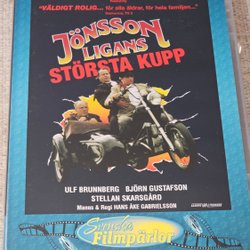 "VÄLDIGT ROLIG... för alla åldrar, för hela familjen..."
JÖNSSON
LIGANS
STÖRSTA KUPP
ULF BRUNNBERG BJÖRN GUSTAFSON
STELLAN SKARSGÅRD
Manus & Regi HANS ÅKE GABRIELSSON
Svenska
Filmpärlor